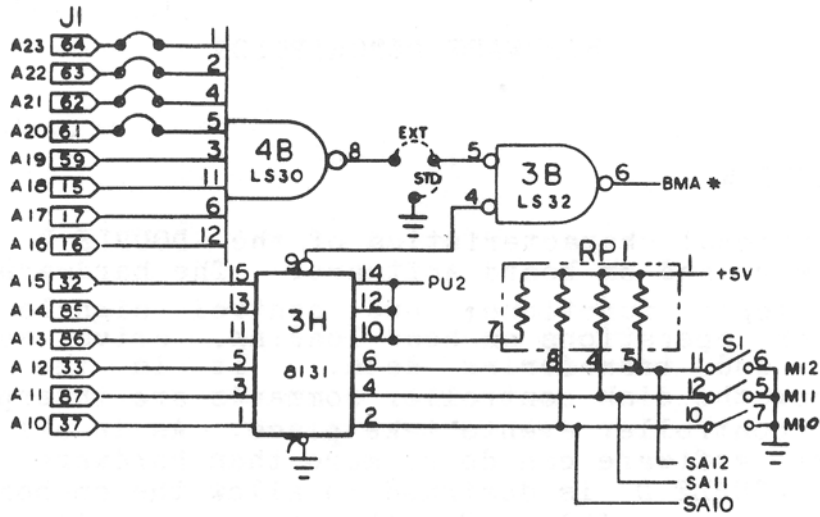 J1
A23 64 1
A22 63 2
A21 62 4
A20 61 5
A19 59 3
A18 15 11
A17 17 6
A16 16 12
4B
LS30
8
EXT
STD
5
4
3B
LS32
6
BMA *
9
A15 32 15
A14 85 13
A13 86 11
A12 33 5
A11 87 3
A10 37 1
3H
8131
7
14 PU2
12
10
6
4
2
RP1
1 +5V
7
8 4 5
S1
11 6 M12
12 5 M11
10 7 M10
SA12
SA11
SA10